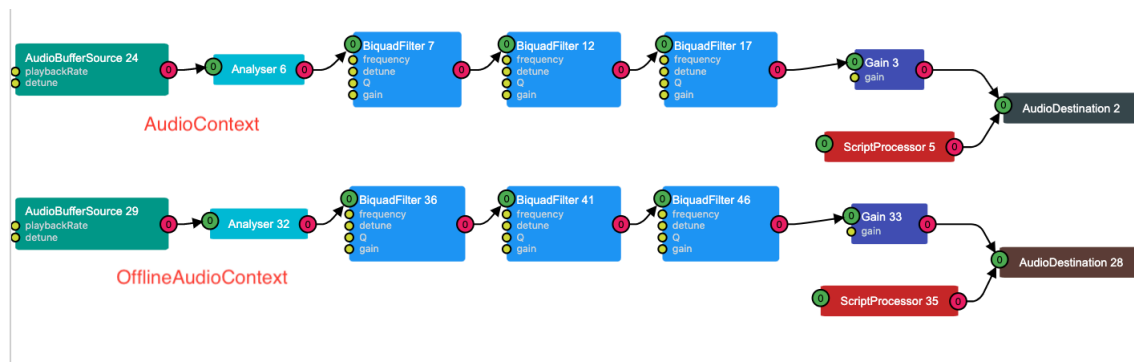 AudioBufferSource 24
playbackRate
detune
0
0
Analyser 6
0
0
BiquadFilter 7
frequency
detune
Q
gain
0
0
BiquadFilter 12
frequency
detune
Q
gain
0
0
BiquadFilter 17
frequency
detune
Q
gain
0
0
Gain 3
gain
0
0
AudioDestination 2
0
ScriptProcessor 5
0
AudioContext
AudioBufferSource 29
playbackRate
detune
0
0
Analyser 32
0
0
BiquadFilter 36
frequency
detune
Q
gain
0
0
BiquadFilter 41
frequency
detune
Q
gain
0
0
BiquadFilter 46
frequency
detune
Q
gain
0
0
Gain 33
gain
0
0
AudioDestination 28
0
ScriptProcessor 35
0
OfflineAudioContext